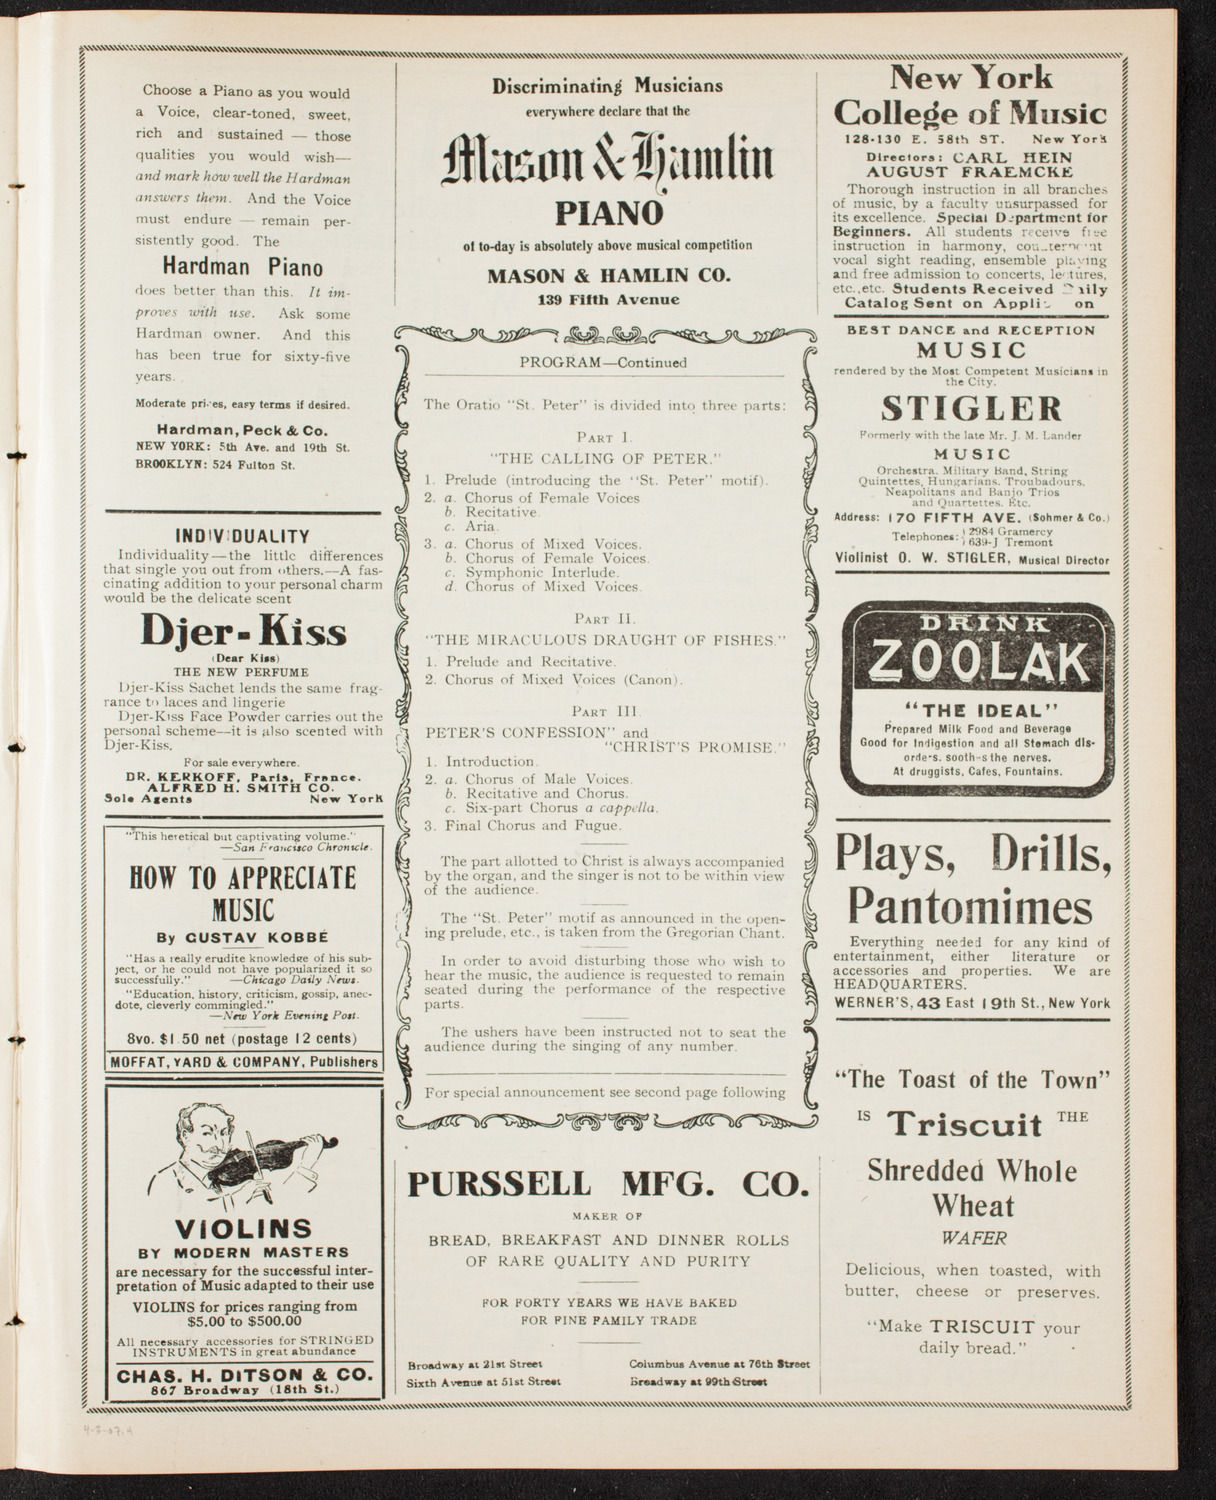 Choose a Piano as you would
a Voice, clear-toned, sweet,
rich and sustained — those
qualities you would wish—
and mark how well the Hardman
answers them. And the Voice
must endure — remain per-
sistently good. The
Hardman Piano
does better than this. It im-
proves with use. Ask some
Hardman owner. And this
has been true for sixty-five
years.
Moderate prices, easy terms if desired.
Hardman, Peck & Co.
NEW YORK: 5th Ave. and 19th St.
BROOKLYN: 524 Fulton St.
INDIVIDUALITY
Individuality—the little differences
that single you out from others.—A fas-
cinating addition to your personal charm
would be the delicate scent
Djer-Kiss
(Dear Kiss)
THE NEW PERFUME
Djer-Kiss Sachet lends the same frag-
rance to laces and lingerie
Djer-Kiss Face Powder carries out the
personal scheme—it is also scented with
Djer-Kiss.
For sale everywhere.
DR. KERKOFF, Paris, France.
ALFRED H. SMITH CO.
Sole Agents New York
"This heretical but captivating volume."
—San Francisco Chronicle.
HOW TO APPRECIATE
MUSIC
By GUSTAV KOBBÉ
"Has a really erudite knowledge of his sub-
ject, or he could not have popularized it so
successfully." —Chicago Daily News.
"Education, history, criticism, gossip, anec-
dote, cleverly commingled."
—New York Evening Post.
8vo. $1.50 net (postage 12 cents)
MOFFAT, YARD & COMPANY, Publishers
VIOLINS
BY MODERN MASTERS
are necessary for the successful inter-
pretation of Music adapted to their use
VIOLINS for prices ranging from
$5.00 to $500.00
All necessary accessories for STRINGED
INSTRUMENTS in great abundance
CHAS. H. DITSON & CO.
867 Broadway (18th St.)
Discriminating Musicians
everywhere declare that the
Mason & Hamlin
PIANO
of to-day is absolutely above musical competition
MASON & HAMLIN CO.
139 Fifth Avenue
PROGRAM—Continued
The Oratio "St. Peter" is divided into three parts:
PART I.
"THE CALLING OF PETER."
1. Prelude (introducing the "St. Peter" motif).
2. a. Chorus of Female Voices
b. Recitative.
c. Aria.
3. a. Chorus of Mixed Voices.
b. Chorus of Female Voices.
c. Symphonic Interlude.
d. Chorus of Mixed Voices.
PART II.
"THE MIRACULOUS DRAUGHT OF FISHES."
1. Prelude and Recitative.
2. Chorus of Mixed Voices (Canon).
PART III.
PETER'S CONFESSION" and
"CHRIST'S PROMISE."
1. Introduction.
2. a. Chorus of Male Voices.
b. Recitative and Chorus.
c. Six-part Chorus a cappella.
3. Final Chorus and Fugue.
The part allotted to Christ is always accompanied
by the organ, and the singer is not to be within view
of the audience.
The "St. Peter" motif as announced in the open-
ing prelude, etc., is taken from the Gregorian Chant.
In order to avoid disturbing those who wish to
hear the music, the audience is requested to remain
seated during the performance of the respective
parts.
The ushers have been instructed not to seat the
audience during the singing of any number.
For special announcement see second page following
PURSSELL MFG. CO.
MAKER OF
BREAD, BREAKFAST AND DINNER ROLLS
OF RARE QUALITY AND PURITY
FOR FORTY YEARS WE HAVE BAKED
FOR FINE FAMILY TRADE
Broadway at 21st Street Columbus Avenue at 76th Street
Sixth Avenue at 51st Street Broadway at 99th Street
New York
College of Music
128-130 E. 58th ST. New York
Directors: CARL HEIN
AUGUST FRAEMCKE
Thorough instruction in all branches
of music, by a faculty unsurpassed for
its excellence. Special Department for
Beginners. All students receive free
instruction in harmony, counterpoint
vocal sight reading, ensemble playing
and free admission to concerts, lectures,
etc., etc. Students Received Daily
Catalog Sent on Application
BEST DANCE and RECEPTION
MUSIC
rendered by the Most Competent Musicians in
the City.
STIGLER
Formerly with the late Mr. J. M. Lander
MUSIC
Orchestra, Military Band, String
Quintettes, Hungarians, Troubadours,
Neapolitans and Banjo Trios
and Quartettes. Etc.
Address: 170 FIFTH AVE. (Sohmer & Co.)
Telephones: 2984 Gramercy
639-J Tremont
Violinist O. W. STIGLER, Musical Director
DRINK
ZOOLAK
"THE IDEAL"
Prepared Milk Food and Beverage
Good for Indigestion and all Stomach dis-
orders. sooths the nerves.
At druggists, Cafes, Fountains.
Plays, Drills,
Pantomimes
Everything needed for any kind of
entertainment, either literature or
accessories and properties. We are
HEADQUARTERS.
WERNER'S, 43 East 19th St., New York
"The Toast of the Town"
IS Triscuit THE
Shredded Whole
Wheat
WAFER
Delicious, when toasted, with
butter, cheese or preserves.
"Make TRISCUIT your
daily bread."
4-3-07.A